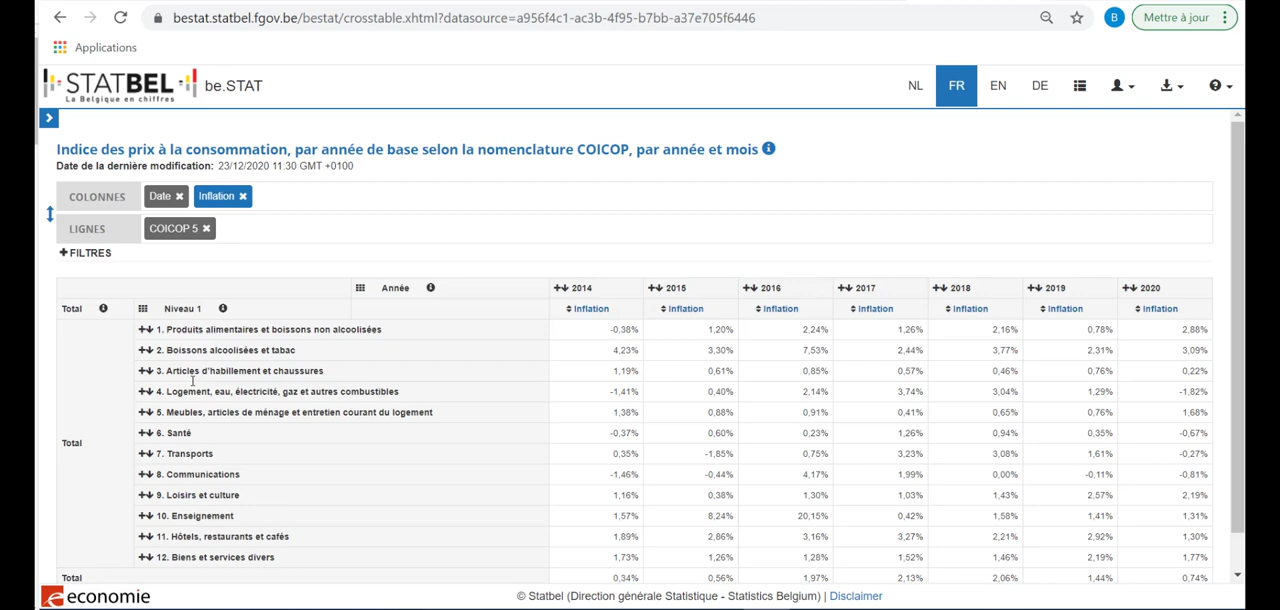 bestat.statbel.fgov.be/bestat/crosstable.xhtml?datasource=a956f4c1-ac3b-4f95-b7bb-a37e705f6446 B Mettre à jour
Applications
STATBEL be.STAT NL FR EN DE
La Belgique en chiffres
Indice des prix à la consommation, par année de base selon la nomenclature COICOP, par année et mois
Date de la dernière modification: 23/12/2020 11:30 GMT +0100
COLONNES Date Inflation
LIGNES COICOP 5
+FILTRES
Année 2014 2015 2016 2017 2018 2019 2020
Total Niveau 1 Inflation Inflation Inflation Inflation Inflation Inflation Inflation
1. Produits alimentaires et boissons non alcoolisées -0,38% 1,20% 2,24% 1,26% 2,16% 0,78% 2,88%
2. Boissons alcoolisées et tabac 4,23% 3,30% 7,53% 2,44% 3,77% 2,31% 3,09%
3. Articles d'habillement et chaussures 1,19% 0,61% 0,85% 0,57% 0,46% 0,76% 0,22%
4. Logement, eau, électricité, gaz et autres combustibles -1,41% 0,40% 2,14% 3,74% 3,04% 1,29% -1,82%
5. Meubles, articles de ménage et entretien courant du logement 1,38% 0,88% 0,91% 0,41% 0,65% 0,76% 1,68%
6. Santé -0,37% 0,60% 0,23% 1,26% 0,94% 0,35% -0,67%
Total
7. Transports 0,35% -1,85% 0,75% 3,23% 3,08% 1,61% -0,27%
8. Communications -1,46% -0,44% 4,17% 1,99% 0,00% -0,11% -0,81%
9. Loisirs et culture 1,16% 0,38% 1,30% 1,03% 1,43% 2,57% 2,19%
10. Enseignement 1,57% 8,24% 20,15% 0,42% 1,58% 1,41% 1,31%
11. Hôtels, restaurants et cafés 1,89% 2,86% 3,16% 3,27% 2,21% 2,92% 1,30%
12. Biens et services divers 1,73% 1,26% 1,28% 1,52% 1,46% 2,19% 1,77%
Total 0,34% 0,56% 1,97% 2,13% 2,06% 1,44% 0,74%
economie © Statbel (Direction générale Statistique - Statistics Belgium) | Disclaimer